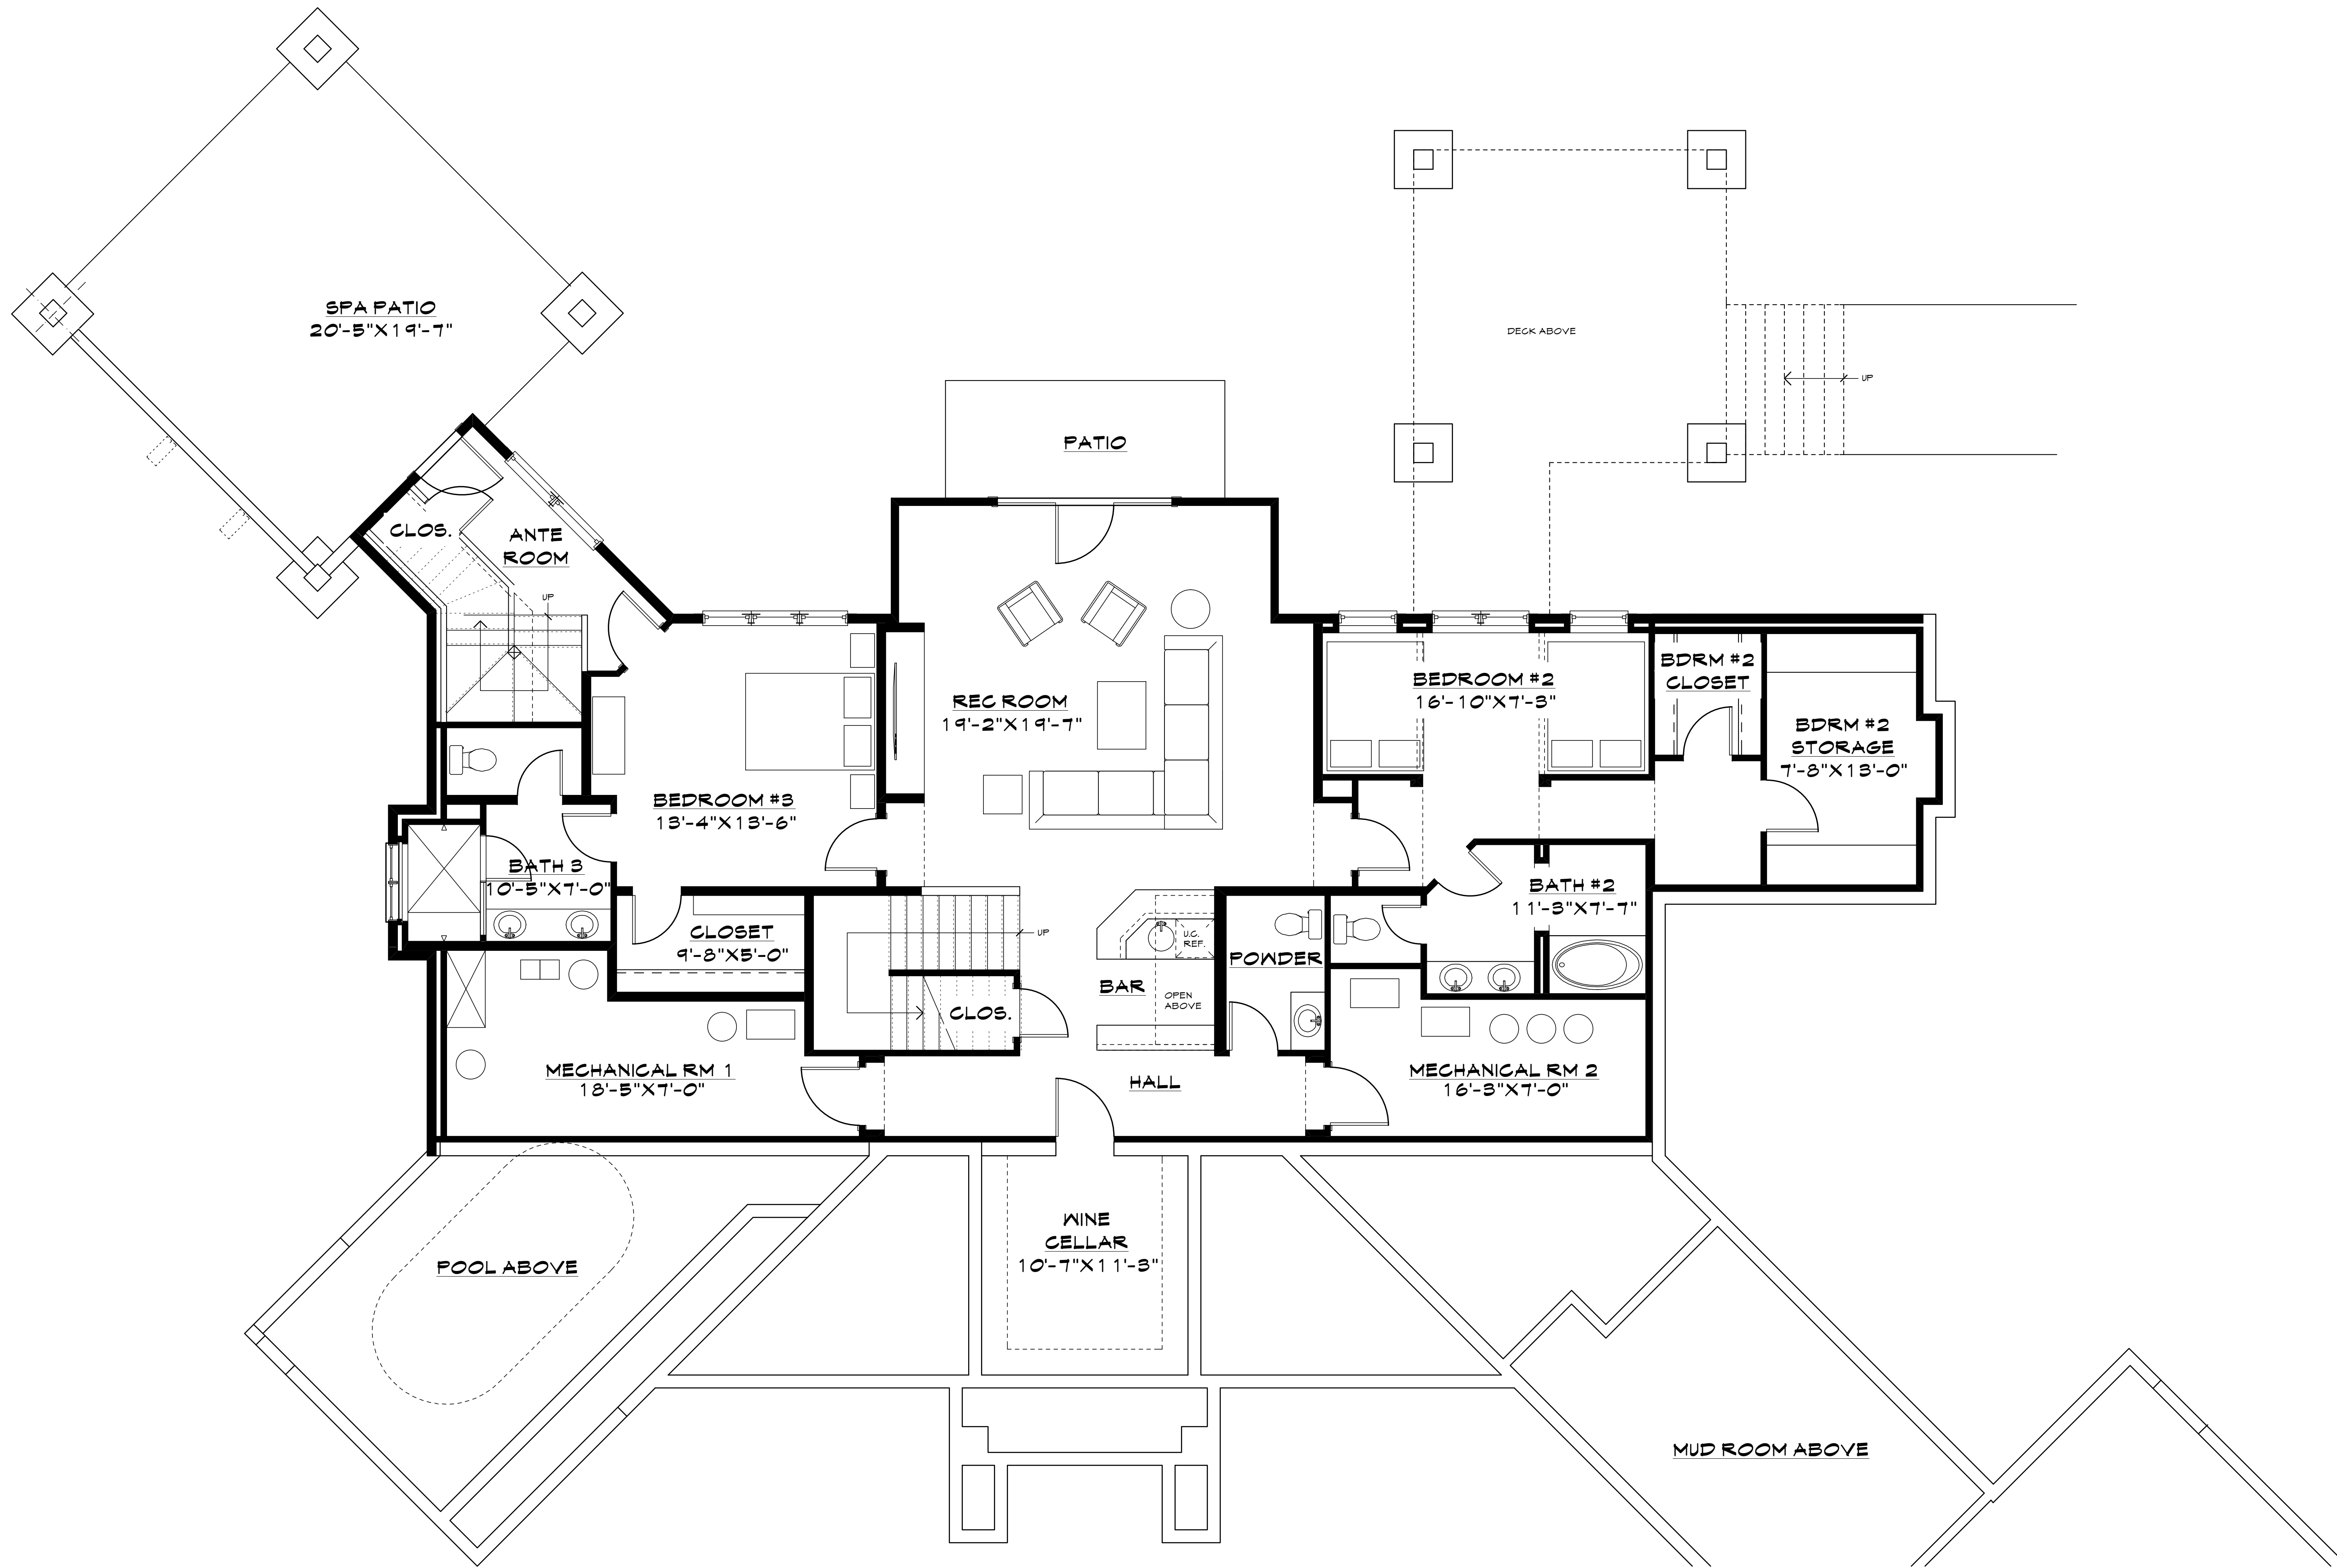 SPA PATIO
20'-5"X19'-7"
DECK ABOVE
UP
PATIO
CLOS.
ANTE
ROOM
UP
REC ROOM
19'-2"X19'-7"
BEDROOM #2
16'-10"X7'-3"
BDRM #2
CLOSET
BDRM #2
STORAGE
7'-8"X13'-0"
BEDROOM #3
13'-4"X13'-6"
BATH 3
10'-5"X7'-0"
BATH #2
11'-3"X7'-7"
CLOSET
9'-8"X5'-0"
UP
U.C.
REF.
POWDER
BAR
OPEN
ABOVE
CLOS.
MECHANICAL RM 1
18'-5"X7'-0"
HALL
MECHANICAL RM 2
16'-3"X7'-0"
WINE
CELLAR
10'-7"X11'-3"
POOL ABOVE
MUD ROOM ABOVE